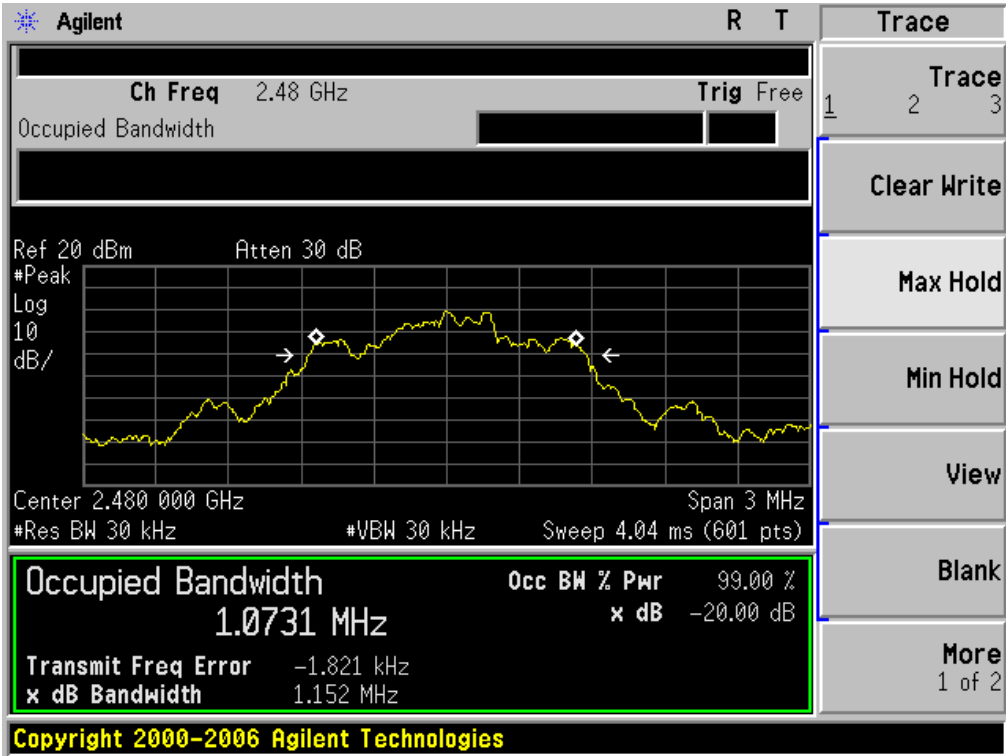 Agilent R T Trace
Ch Freq 2.48 GHz Trig Free
Occupied Bandwidth
Trace
1 2 3
Clear Write
Ref 20 dBm Atten 30 dB
#Peak
Log
10
dB/
Max Hold
Min Hold
Center 2.480 000 GHz Span 3 MHz
#Res BW 30 kHz #VBW 30 kHz Sweep 4.04 ms (601 pts)
View
Occupied Bandwidth
1.0731 MHz
Occ BW % Pwr 99.00 %
x dB -20.00 dB
Transmit Freq Error -1.821 kHz
x dB Bandwidth 1.152 MHz
Blank
More
1 of 2
Copyright 2000-2006 Agilent Technologies